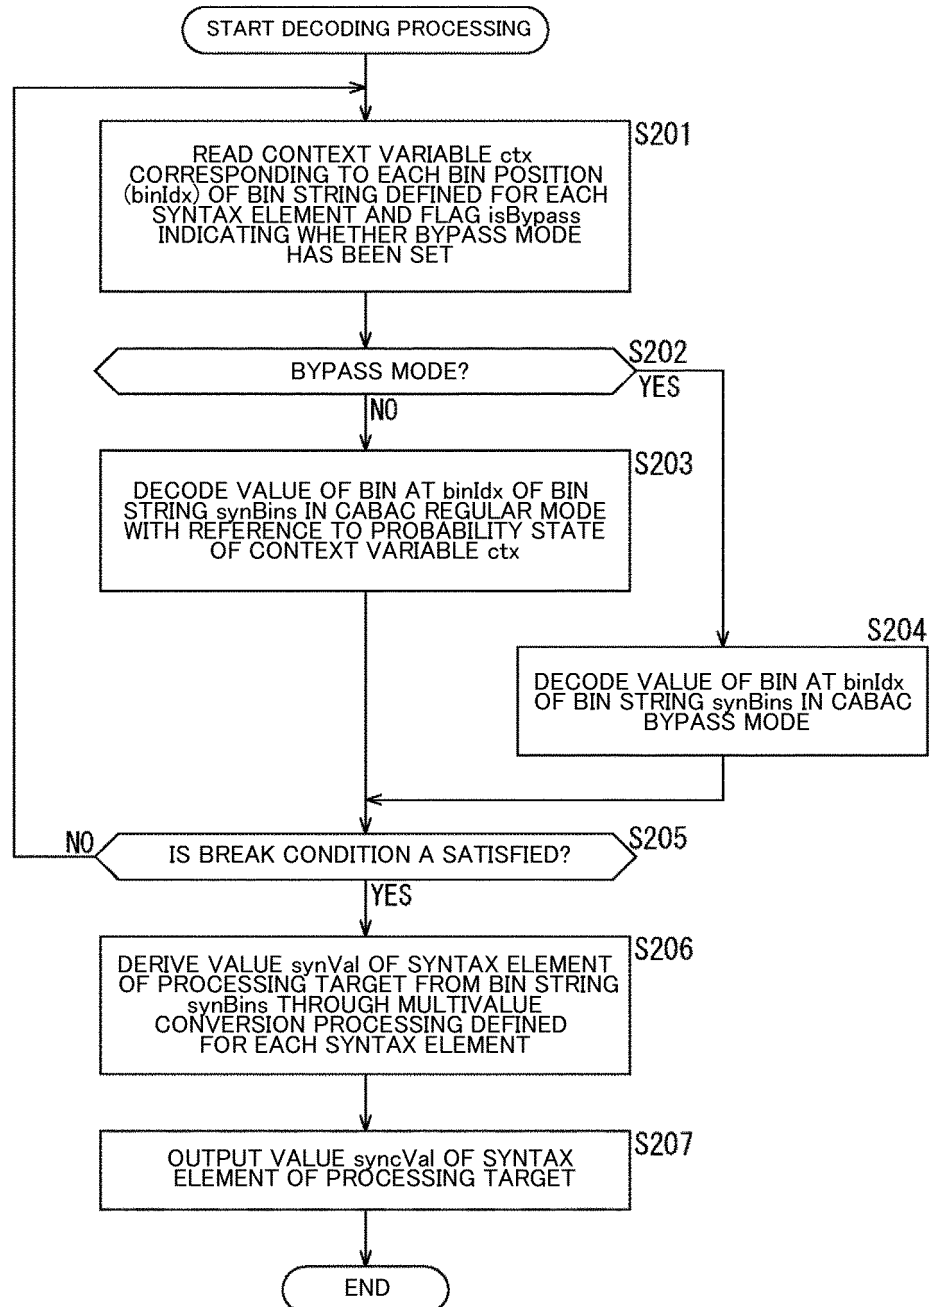 START DECODING PROCESSING
S201
READ CONTEXT VARIABLE ctx
CORRESPONDING TO EACH BIN POSITION
(binIdx) OF BIN STRING DEFINED FOR EACH
SYNTAX ELEMENT AND FLAG isBypass
INDICATING WHETHER BYPASS MODE
HAS BEEN SET
S202
BYPASS MODE?
YES
NO
S203
DECODE VALUE OF BIN AT binIdx OF BIN
STRING synBins IN CABAC REGULAR MODE
WITH REFERENCE TO PROBABILITY STATE
OF CONTEXT VARIABLE ctx
S204
DECODE VALUE OF BIN AT binIdx
OF BIN STRING synBins IN CABAC
BYPASS MODE
NO
S205
IS BREAK CONDITION A SATISFIED?
YES
S206
DERIVE VALUE synVal OF SYNTAX ELEMENT
OF PROCESSING TARGET FROM BIN STRING
synBins THROUGH MULTIVALUE
CONVERSION PROCESSING DEFINED
FOR EACH SYNTAX ELEMENT
S207
OUTPUT VALUE syncVal OF SYNTAX
ELEMENT OF PROCESSING TARGET
END